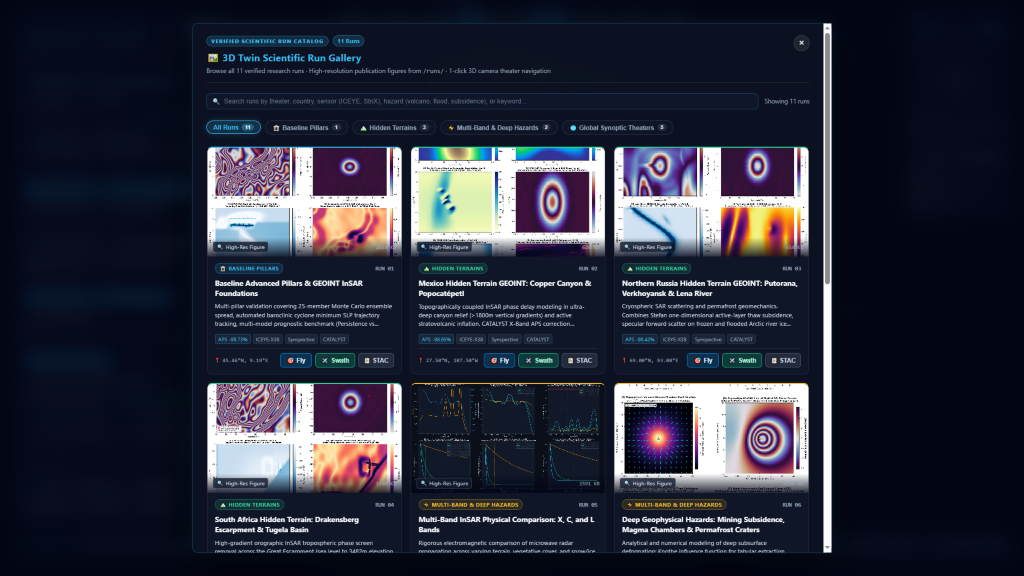 VERIFIED SCIENTIFIC RUN CATALOG 11 Runs
3D Twin Scientific Run Gallery
Browse all 11 verified research runs · High-resolution publication figures from /runs/ · 1-click 3D camera theater navigation
Search runs by theater, country, sensor (ICEYE, StriX), hazard (volcano, flood, subsidence), or keyword...
Showing 11 runs
All Runs 11
Baseline Pillars 1
Hidden Terrains 3
Multi-Band & Deep Hazards 2
Global Synoptic Theaters 5
High-Res Figure
BASELINE PILLARS RUN 01
Baseline Advanced Pillars & GEOINT InSAR
Foundations
Multi-pillar validation covering 25-member Monte Carlo ensemble
spread, automated baroclinic cyclone minimum SLP trajectory
tracking, multi-model prognostic benchmark (Persistence vs...
ICEYE-X38 Synspective CATALYST
45.46°N, 9.19°E Fly Swath STAC
High-Res Figure
HIDDEN TERRAINS RUN 02
Mexico Hidden Terrain GEOINT: Copper Canyon &
Popocatépetl
Topographically coupled InSAR phase delay modeling in ultra-
deep canyon relief (>1800m vertical gradients) and active
stratovolcanic inflation. CATALYST X-Band APS correction...
ICEYE-X38 Synspective CATALYST
27.50°N, 107.50°W Fly Swath STAC
High-Res Figure
HIDDEN TERRAINS RUN 03
Northern Russia Hidden Terrain GEOINT: Putorana,
Verkhoyansk & Lena River
Cryospheric SAR scattering and permafrost geomechanics.
Combines Stefan one-dimensional active-layer thaw subsidence,
specular forward scatter on frozen and flooded Arctic river ice...
ICEYE-X38 Synspective CATALYST
69.00°N, 93.00°E Fly Swath STAC
High-Res Figure
HIDDEN TERRAINS RUN 04
South Africa Hidden Terrain: Drakensberg
Escarpment & Tugela Basin
High-gradient orographic InSAR tropospheric phase screen
removal across the Great Escarpment (sea level to 3482m elevation
High-Res Figure 1591 KB
MULTI-BAND & DEEP HAZARDS RUN 05
Multi-Band InSAR Physical Comparison: X, C, and L
Bands
Rigorous electromagnetic comparison of microwave radar
propagation across varying terrain, vegetative cover, and snow/ice
High-Res Figure
MULTI-BAND & DEEP HAZARDS RUN 06
Deep Geophysical Hazards: Mining Subsidence,
Magma Chambers & Permafrost Craters
Analytical and numerical modeling of deep subsurface
deformation: Knothe influence function for tabular extraction,